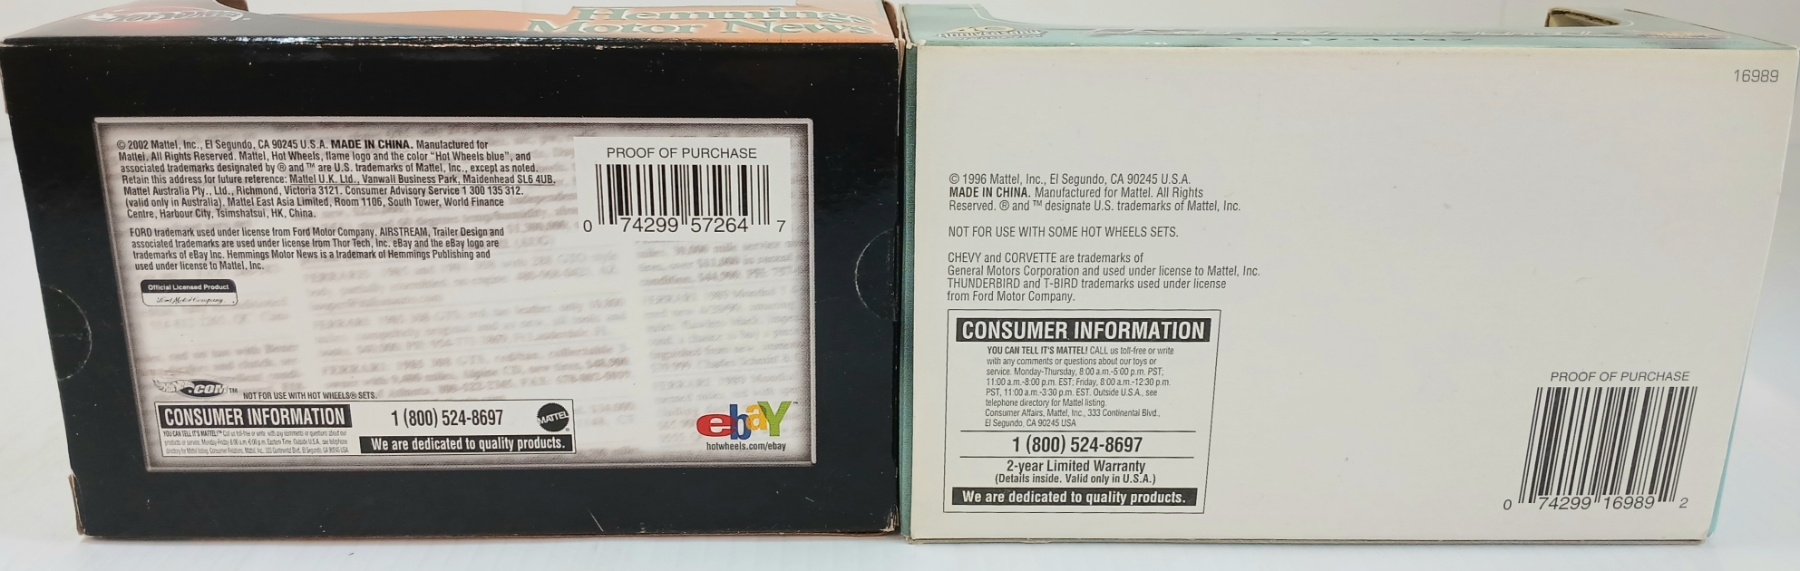 Hemmings
Motor News
© 2002 Mattel, Inc., El Segundo, CA 90245 U.S.A. MADE IN CHINA. Manufactured for
Mattel. All Rights Reserved. Mattel, Hot Wheels, flame logo and the color "Hot Wheels blue", and
associated trademarks designated by ® and ™ are U.S. trademarks of Mattel, Inc., except as noted.
Retain this address for future reference: Mattel U.K. Ltd., Vanwall Business Park, Maidenhead SL6 4UB.
Mattel Australia Pty., Ltd., Richmond, Victoria 3121. Consumer Advisory Service 1 300 135 312.
(valid only in Australia). Mattel East Asia Limited, Room 1106, South Tower, World Finance
Centre, Harbour City, Tsimshatsui, HK, China.
FORD trademark used under license from Ford Motor Company. AIRSTREAM, Trailer Design and
associated trademarks are used under license from Thor Tech, Inc. eBay and the eBay logo are
trademarks of eBay Inc. Hemmings Motor News is a trademark of Hemmings Publishing and
used under license to Mattel, Inc.
Official Licensed Product
Ford Motor Company
PROOF OF PURCHASE
0 74299 57264 7
.COM™
NOT FOR USE WITH HOT WHEELS® SETS.
CONSUMER INFORMATION
1 (800) 524-8697
MATTEL
We are dedicated to quality products.
ebay™
hotwheels.com/ebay
16989
© 1996 Mattel, Inc., El Segundo, CA 90245 U.S.A.
MADE IN CHINA. Manufactured for Mattel. All Rights
Reserved. ® and ™ designate U.S. trademarks of Mattel, Inc.
NOT FOR USE WITH SOME HOT WHEELS SETS.
CHEVY and CORVETTE are trademarks of
General Motors Corporation and used under license to Mattel, Inc.
THUNDERBIRD and T-BIRD trademarks used under license
from Ford Motor Company.
CONSUMER INFORMATION
YOU CAN TELL IT'S MATTEL! CALL us toll-free or write
with any comments or questions about our toys or
service. Monday-Thursday, 8:00 a.m.-5:00 p.m. PST;
11:00 a.m.-8:00 p.m. EST; Friday, 8:00 a.m.-12:30 p.m.
PST, 11:00 a.m.-3:30 p.m. EST. Outside U.S.A., see
telephone directory for Mattel listing.
Consumer Affairs, Mattel, Inc., 333 Continental Blvd.,
El Segundo, CA 90245 USA
1 (800) 524-8697
2-year Limited Warranty
(Details inside. Valid only in U.S.A.)
We are dedicated to quality products.
PROOF OF PURCHASE
0 74299 16989 2